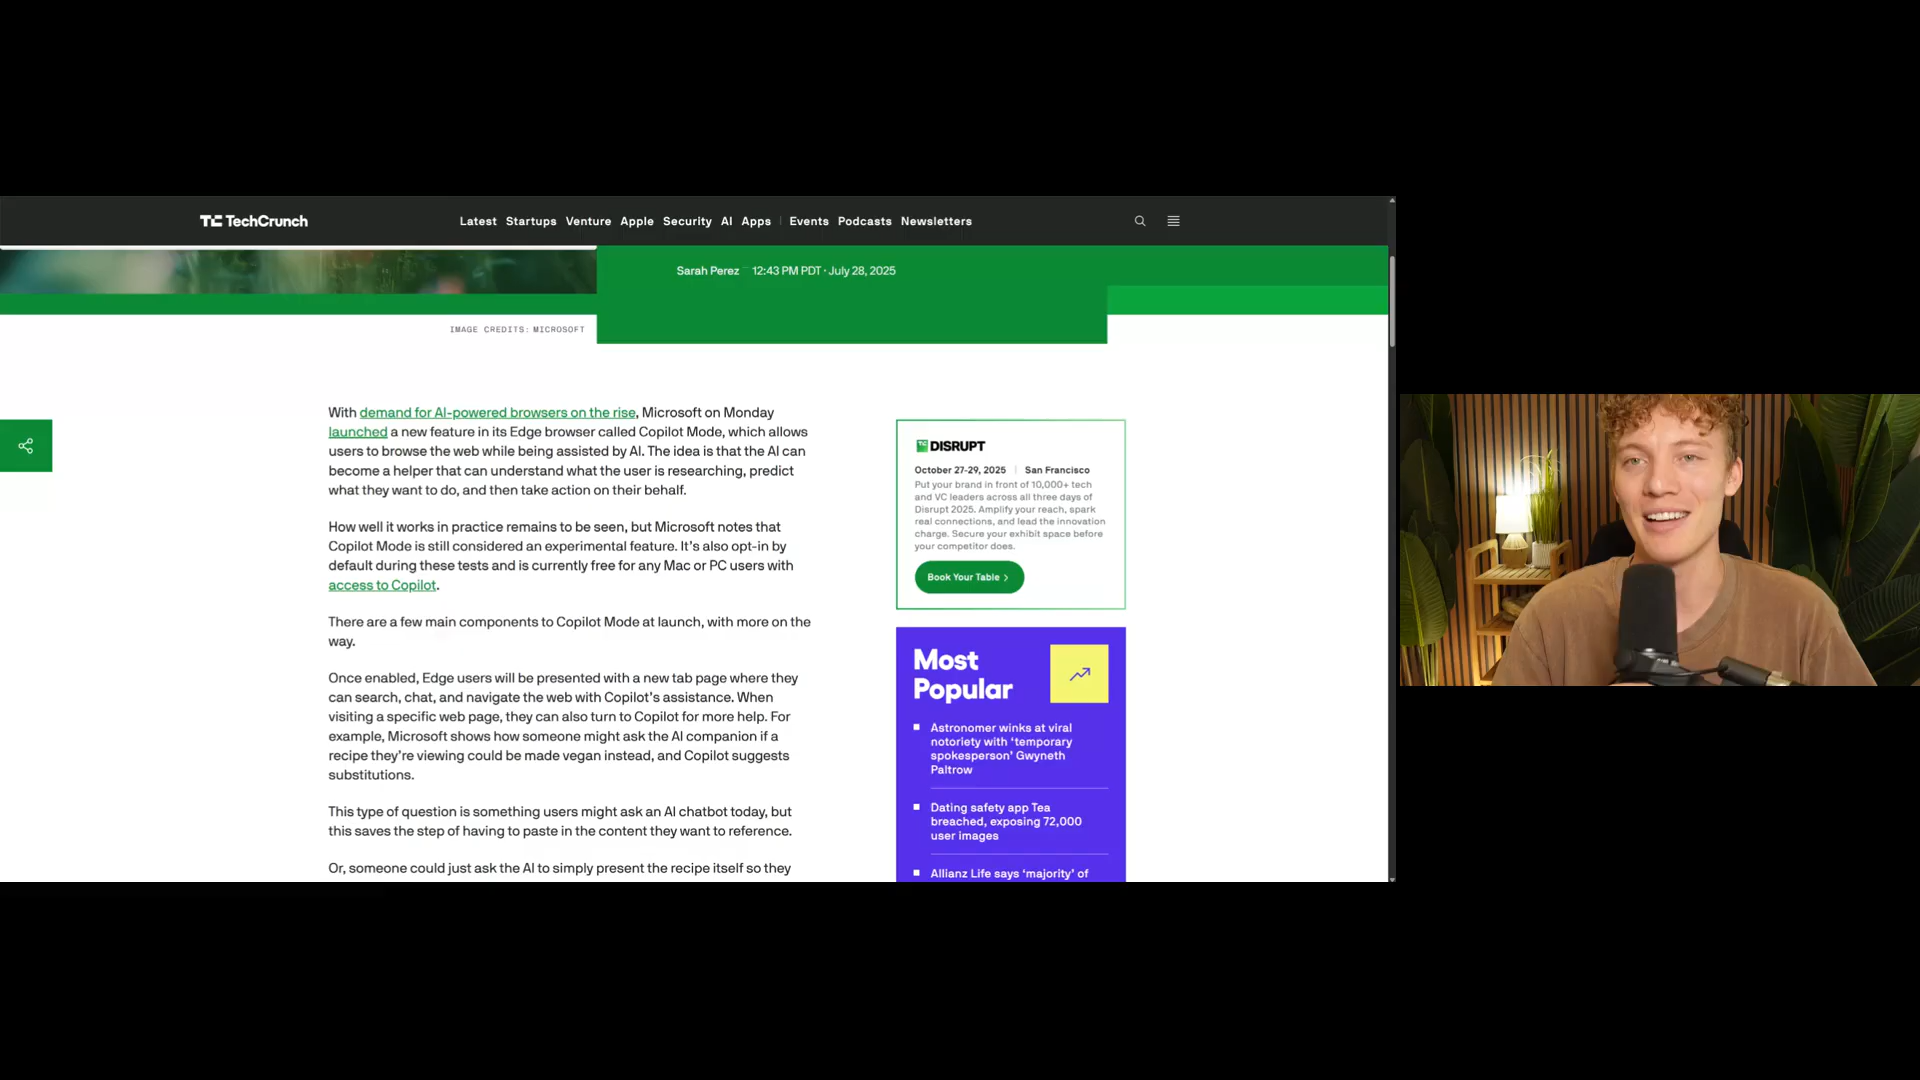 TechCrunch
Latest Startups Venture Apple Security AI Apps Events Podcasts Newsletters
Sarah Perez — 12:43 PM PDT · July 28, 2025
IMAGE CREDITS: MICROSOFT
With demand for AI-powered browsers on the rise, Microsoft on Monday
launched a new feature in its Edge browser called Copilot Mode, which allows
users to browse the web while being assisted by AI. The idea is that the AI can
become a helper that can understand what the user is researching, predict
what they want to do, and then take action on their behalf.
How well it works in practice remains to be seen, but Microsoft notes that
Copilot Mode is still considered an experimental feature. It’s also opt-in by
default during these tests and is currently free for any Mac or PC users with
access to Copilot.
There are a few main components to Copilot Mode at launch, with more on the
way.
Once enabled, Edge users will be presented with a new tab page where they
can search, chat, and navigate the web with Copilot’s assistance. When
visiting a specific web page, they can also turn to Copilot for more help. For
example, Microsoft shows how someone might ask the AI companion if a
recipe they’re viewing could be made vegan instead, and Copilot suggests
substitutions.
This type of question is something users might ask an AI chatbot today, but
this saves the step of having to paste in the content they want to reference.
Or, someone could just ask the AI to simply present the recipe itself so they
DISRUPT
October 27-29, 2025 | San Francisco
Put your brand in front of 10,000+ tech
and VC leaders across all three days of
Disrupt 2025. Amplify your reach, spark
real connections, and lead the innovation
charge. Secure your exhibit space before
your competitor does.
Book Your Table
Most
Popular
Astronomer winks at viral
notoriety with ‘temporary
spokesperson’ Gwyneth
Paltrow
Dating safety app Tea
breached, exposing 72,000
user images
Allianz Life says ‘majority’ of